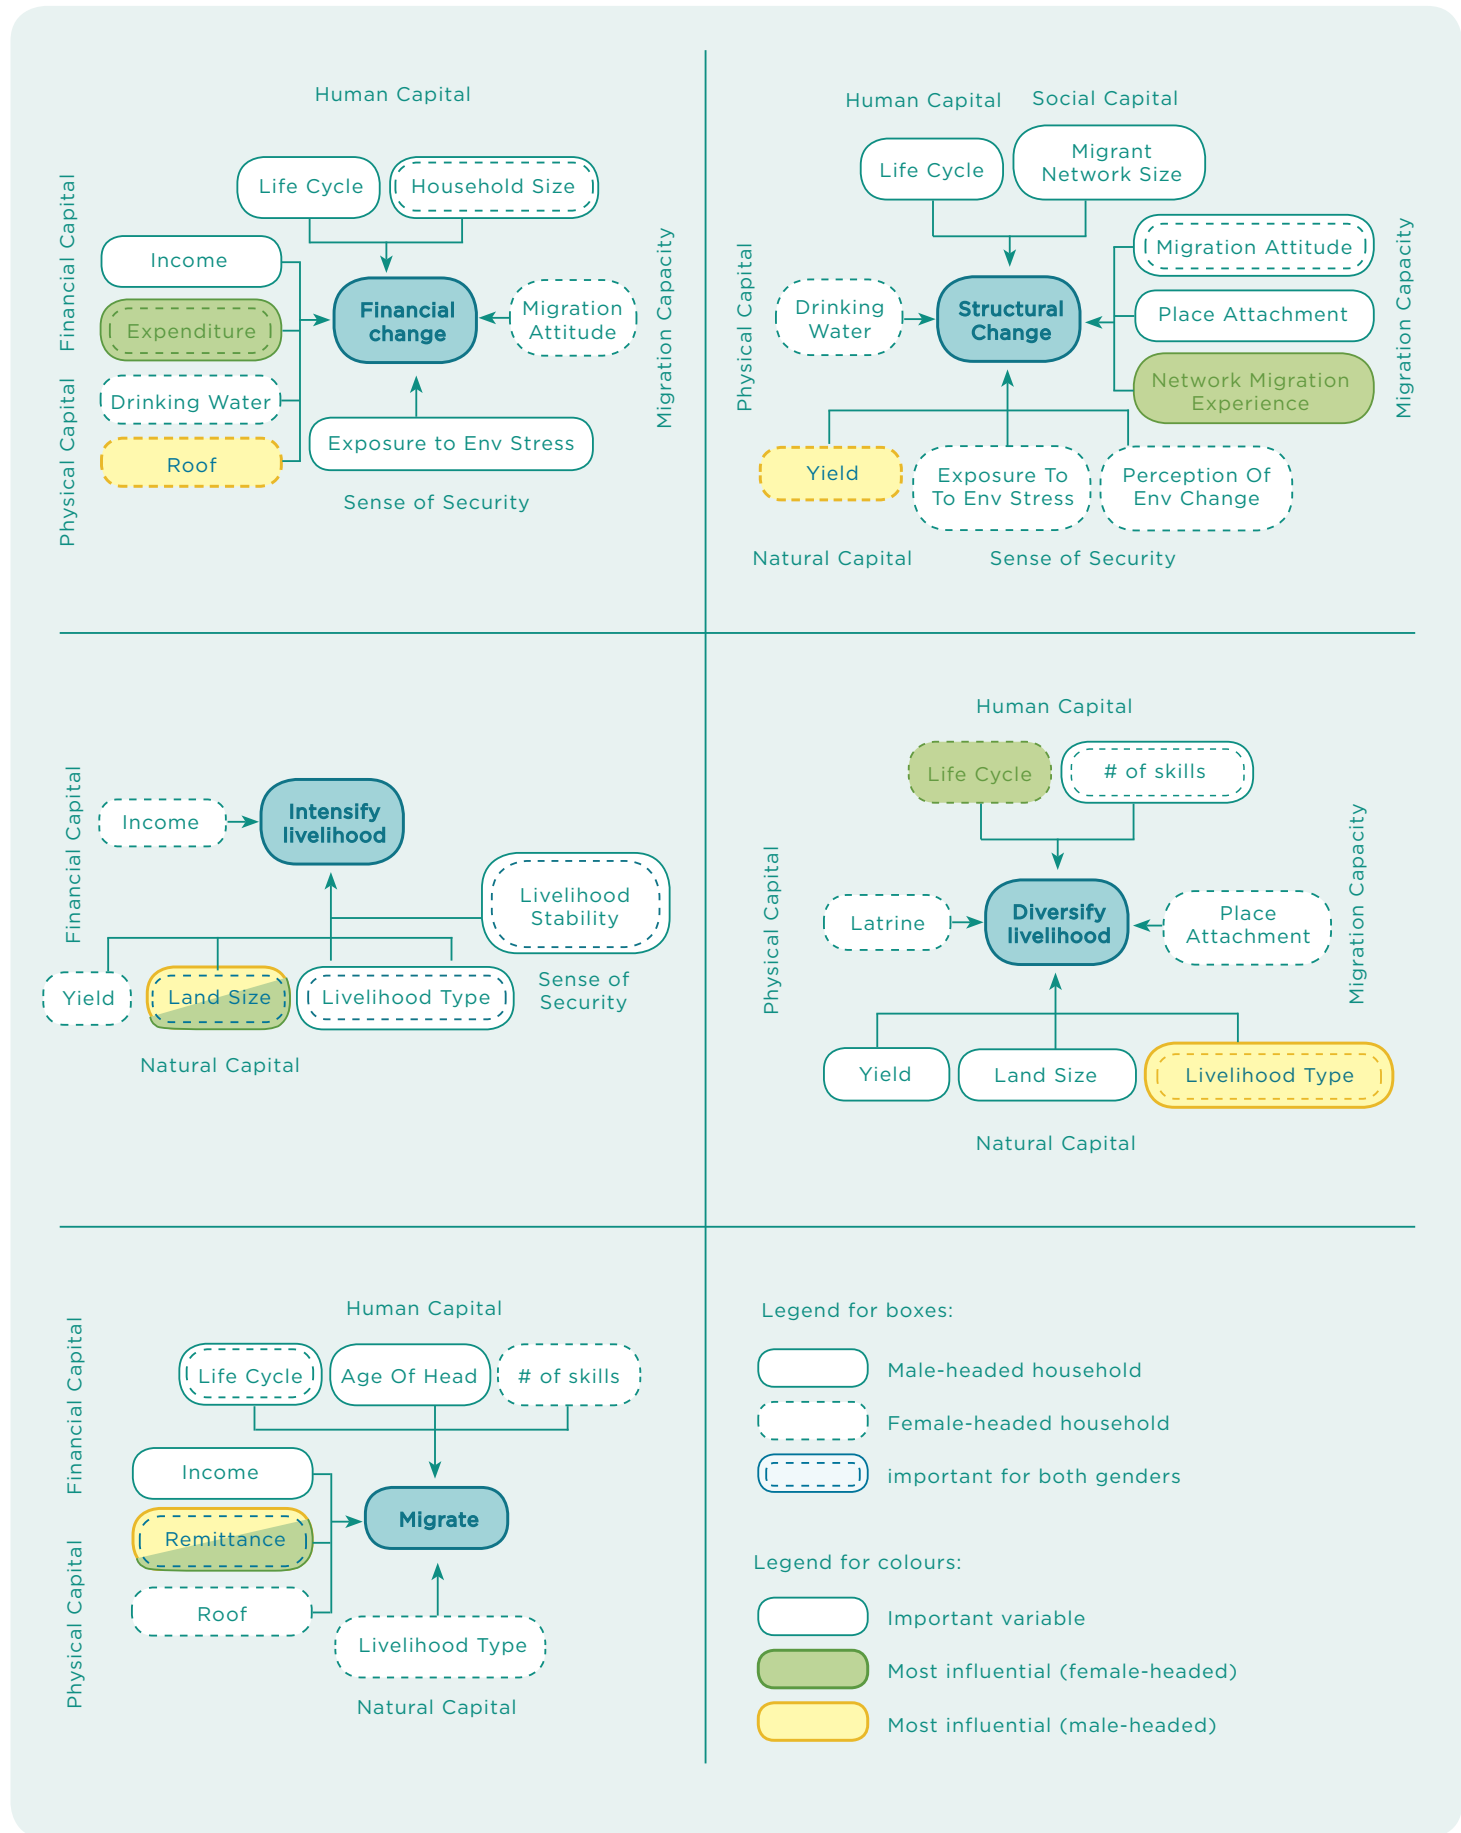 Human Capital
Financial Capital
Physical Capital
Life Cycle
Household Size
Income
Expenditure
Drinking Water
Roof
Financial
change
Migration
Attitude
Migration Capacity
Exposure to Env Stress
Sense of Security
Human Capital
Social Capital
Life Cycle
Migrant
Network Size
Physical Capital
Drinking
Water
Structural
Change
Migration Attitude
Place Attachment
Network Migration
Experience
Migration Capacity
Yield
Exposure To
To Env Stress
Perception Of
Env Change
Natural Capital
Sense of Security
Financial Capital
Income
Intensify
livelihood
Livelihood
Stability
Sense of
Security
Yield
Land Size
Livelihood Type
Natural Capital
Human Capital
Life Cycle
# of skills
Physical Capital
Latrine
Diversify
livelihood
Place
Attachment
Migration Capacity
Yield
Land Size
Livelihood Type
Natural Capital
Human Capital
Financial Capital
Physical Capital
Life Cycle
Age Of Head
# of skills
Income
Remittance
Roof
Migrate
Livelihood Type
Natural Capital
Legend for boxes:
Male-headed household
Female-headed household
important for both genders
Legend for colours:
Important variable
Most influential (female-headed)
Most influential (male-headed)